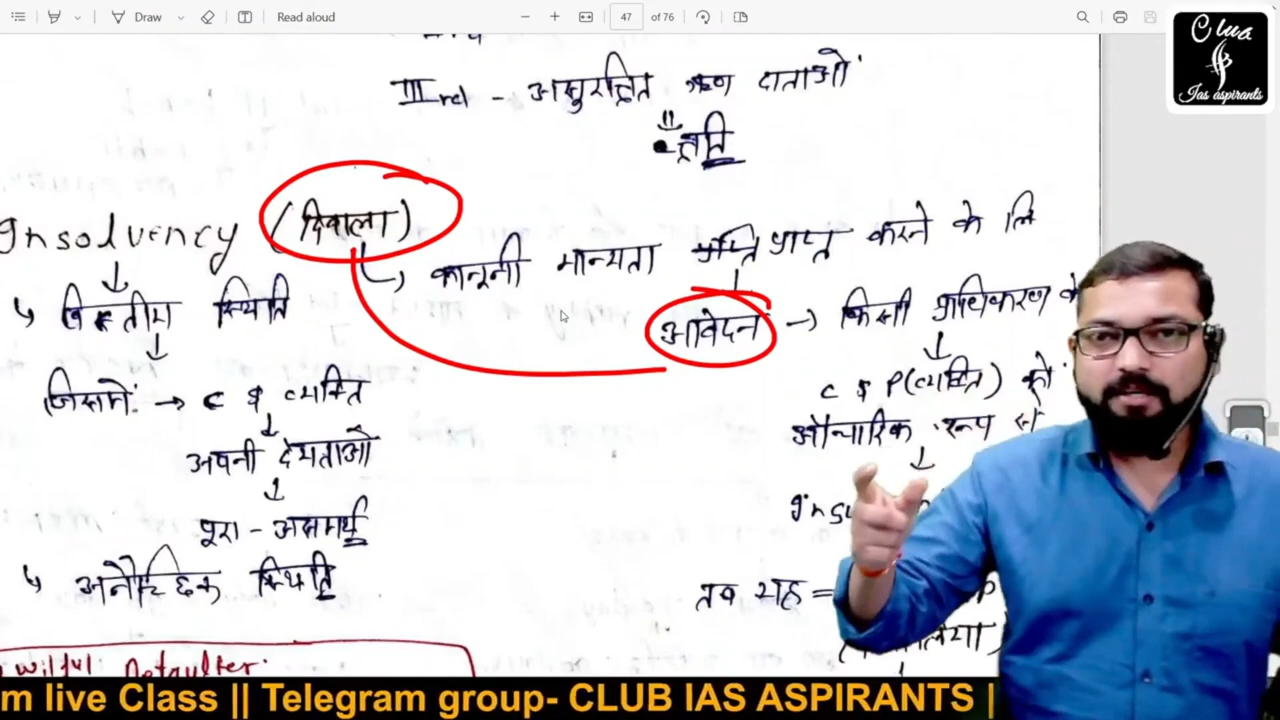 Draw
Read aloud
47 of 76
Club
Ias aspirants
IIIrd - असुरक्षित ऋण दाताओं
Insolvency (दिवाला)
कानूनी मान्यता प्राप्त करने के लि
वित्तीय स्थिति
आवेदन → किसी प्राधिकरण के
जिसमें → C & व्यक्ति
C & P(व्यक्ति) को
अपनी देयताओं
औपचारिक रूप से
पूरा - असमर्थ
अनैच्छिक स्थिति
तब यह =
wilful Defaulter.
m live Class || Telegram group- CLUB IAS ASPIRANTS |